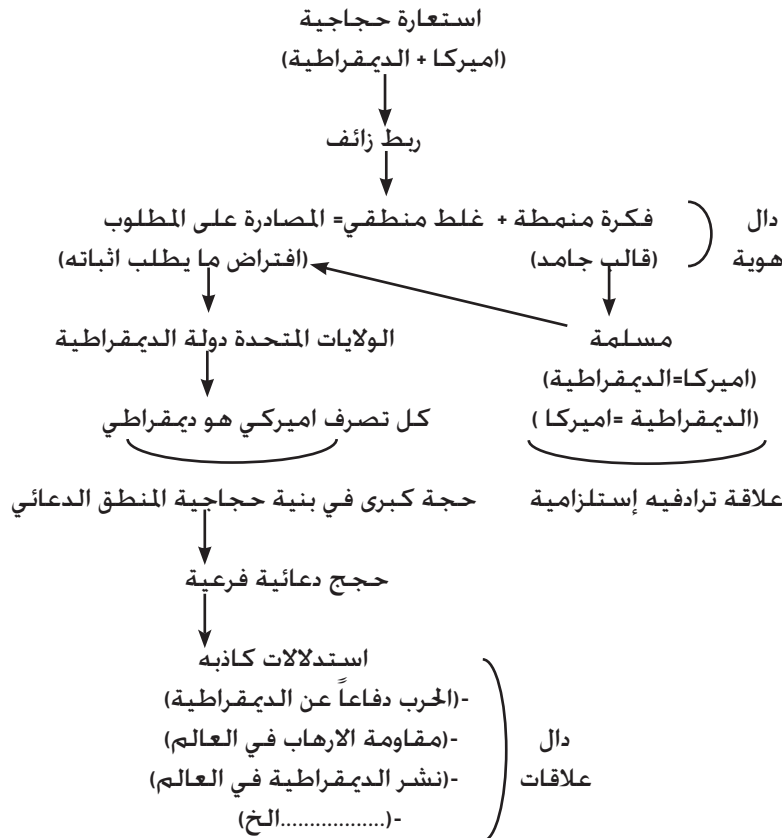 استعارة حجاجية
(اميركا + الديمقراطية)
ربط زائف
دال فكرة منمطة + غلط منطقي= المصادرة على المطلوب
هوية (قالب جامد) (افتراض ما يطلب اثباته)
مسلمة الولايات المتحدة دولة الديمقراطية
(اميركا=الديمقراطية)
(الديمقراطية =اميركا ) كل تصرف اميركي هو ديمقراطي
علاقة ترادفيه إستلزامية حجة كبرى في بنية حجاجية المنطق الدعائي
حجج دعائية فرعية
استدلالات كاذبه
-(الحرب دفاعاً عن الديمقراطية)
دال -(مقاومة الارهاب في العالم)
علاقات -(نشر الديمقراطية في العالم)
-(.................الخ)